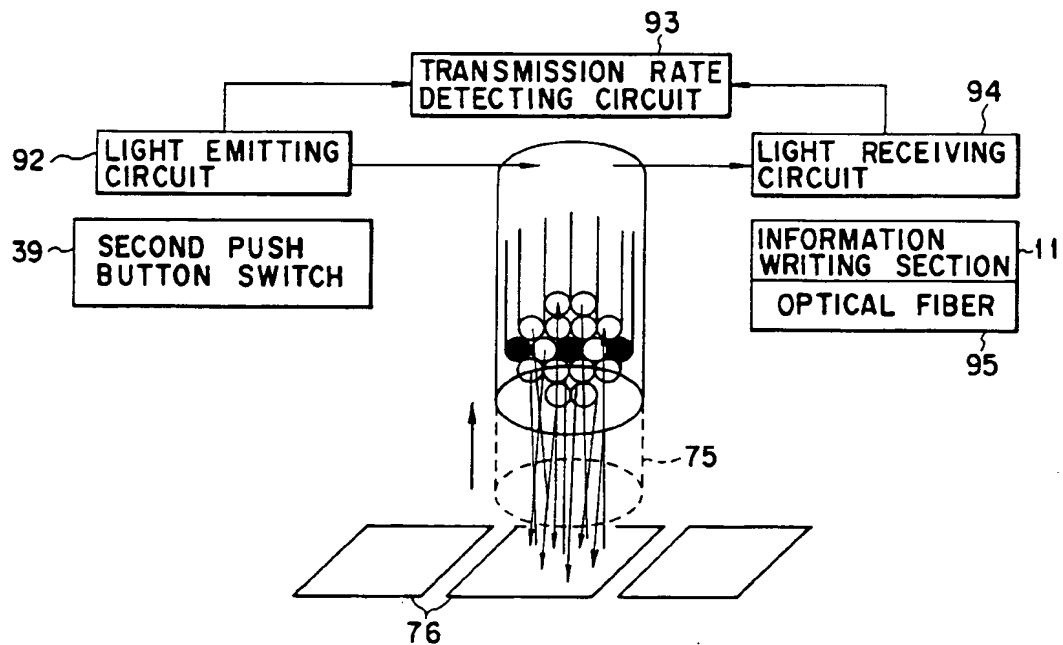 93
TRANSMISSION RATE
DETECTING CIRCUIT
94
92
LIGHT EMITTING
CIRCUIT
LIGHT RECEIVING
CIRCUIT
39
SECOND PUSH
BUTTON SWITCH
INFORMATION
WRITING SECTION
11
OPTICAL FIBER
95
75
76